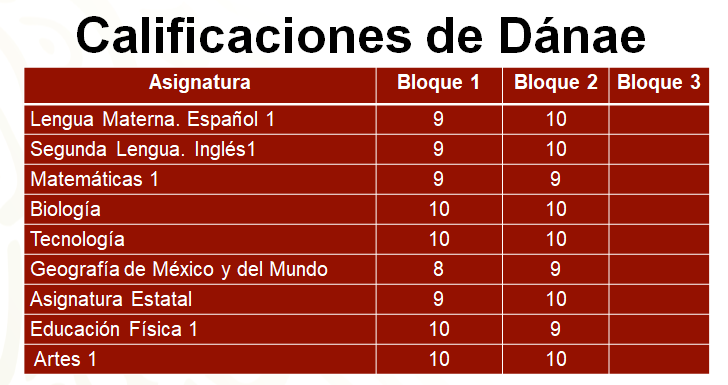 Calificaciones de Dánae
Asignatura Bloque 1 Bloque 2 Bloque 3
Lengua Materna. Español 1 9 10
Segunda Lengua. Inglés1 9 10
Matemáticas 1 9 9
Biología 10 10
Tecnología 10 10
Geografía de México y del Mundo 8 9
Asignatura Estatal 9 10
Educación Física 1 10 9
Artes 1 10 10